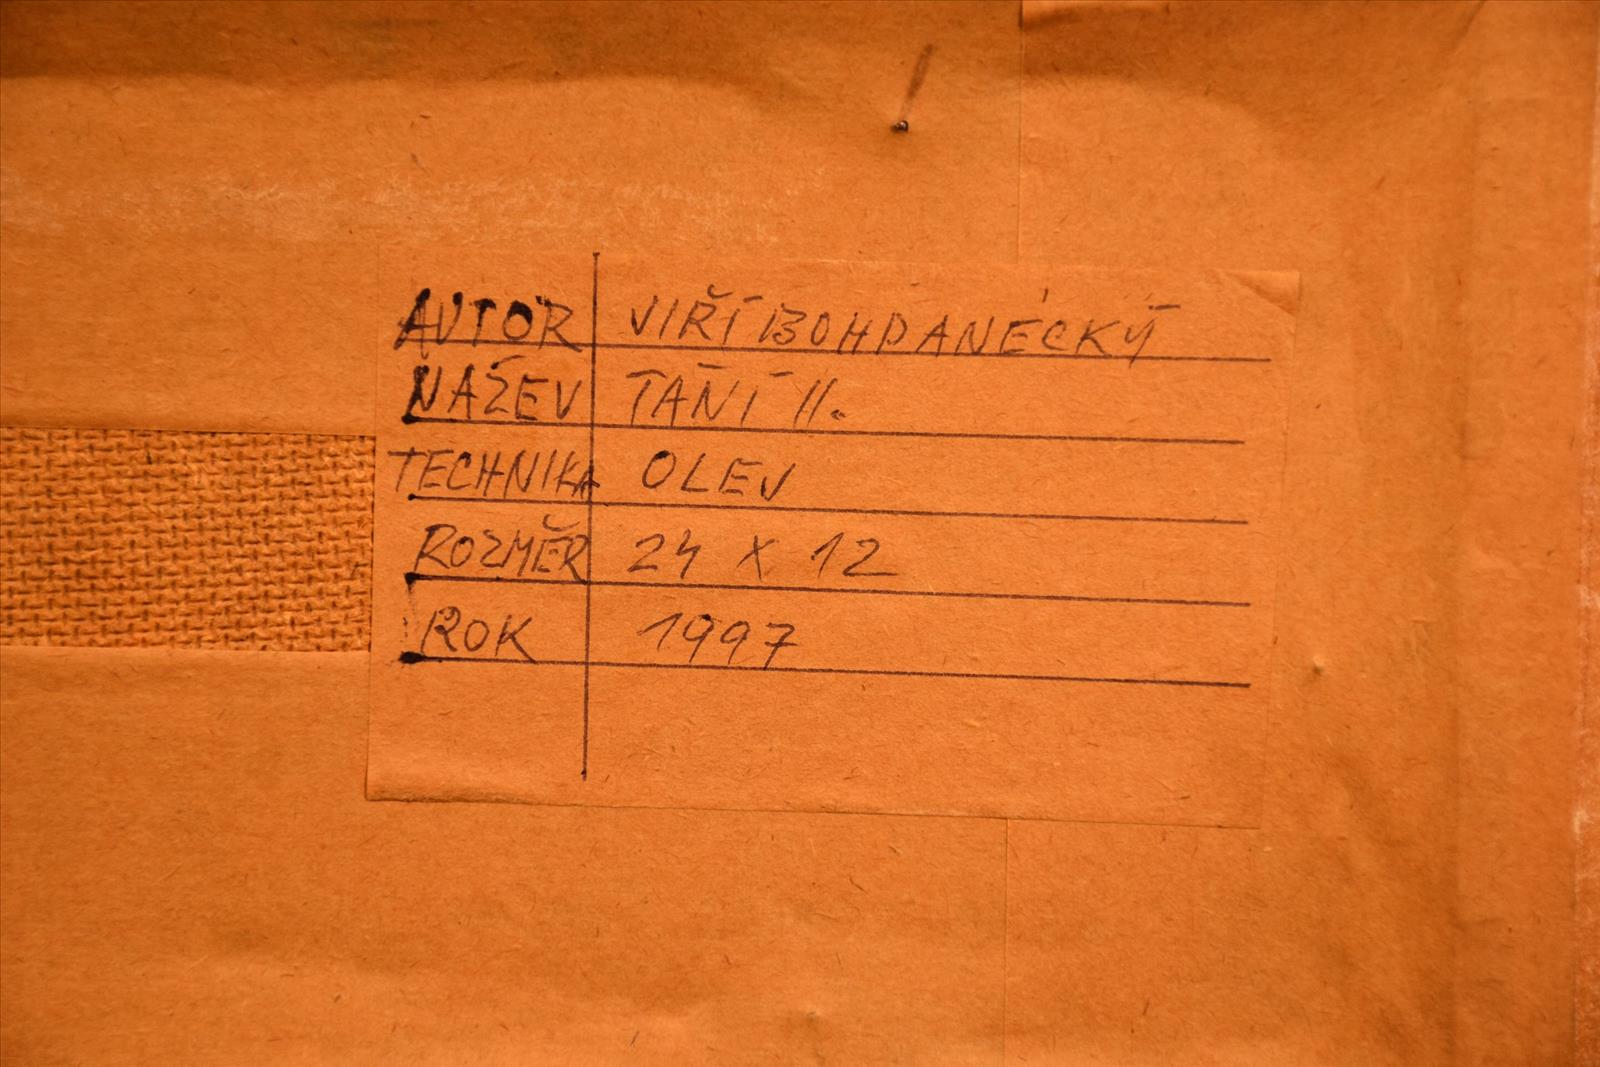 AUTOR JIŘÍ BOHDANECKÝ
NÁZEV TÁNÍ II.
TECHNIKA OLEJ
ROZMĚR 24 X 12
ROK 1997